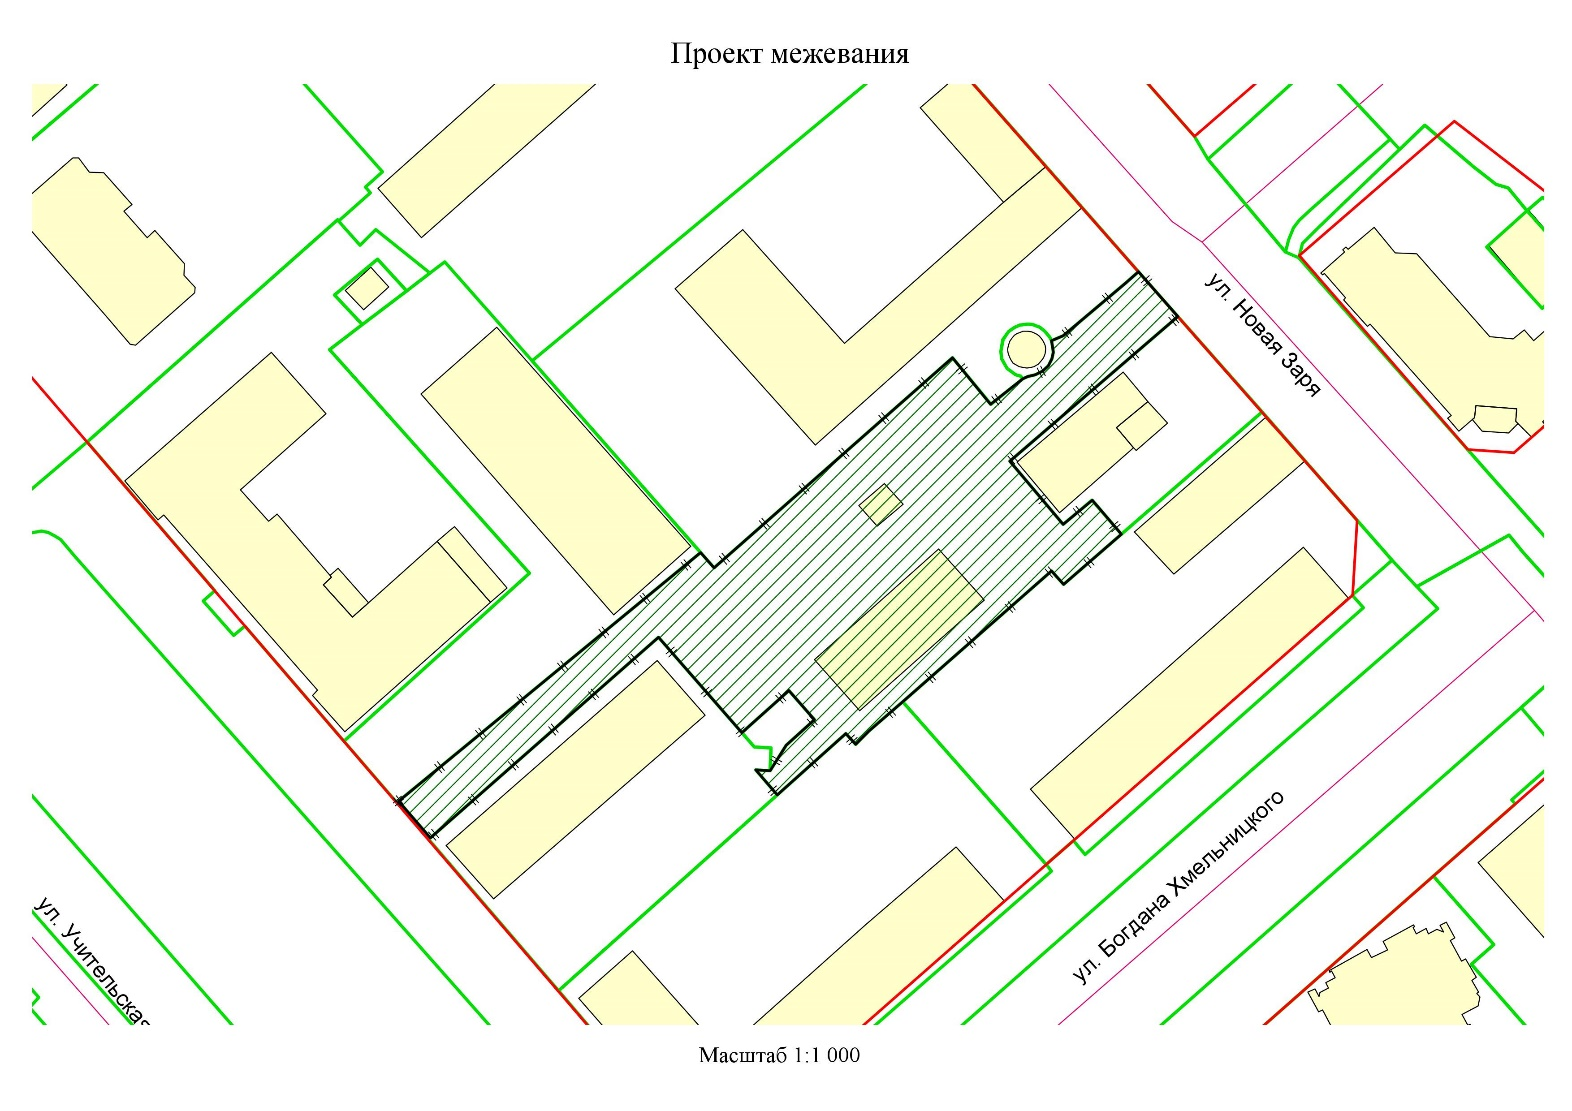 Проект межевания
ул. Новая Заря
ул. Богдана Хмельницкого
ул. Учительская
Масштаб 1:1 000